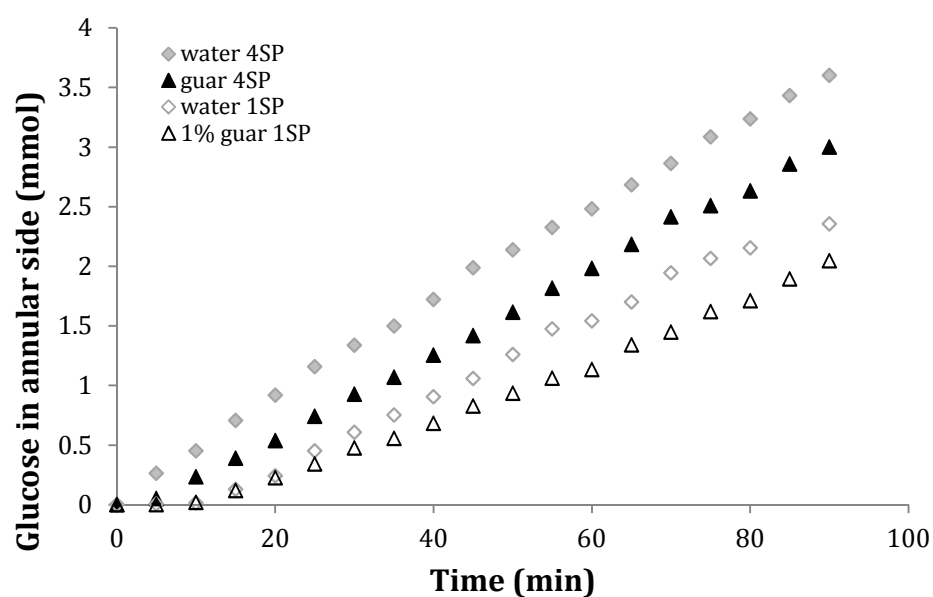 4
water 4SP
guar 4SP
water 1SP
1% guar 1SP
3.5
3
2.5
2
1.5
1
0.5
0
Glucose in annular side (mmol)
0 20 40 60 80 100
Time (min)